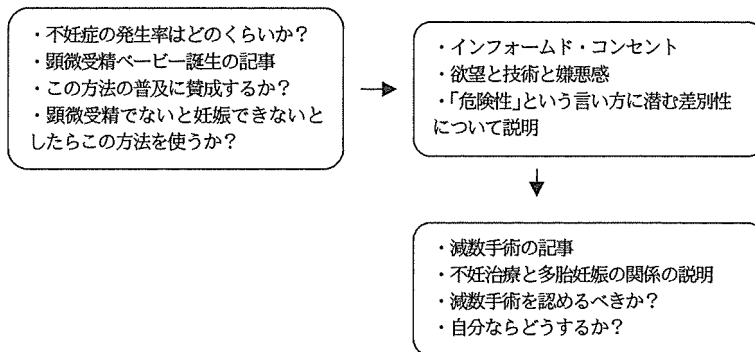 ・不妊症の発生率はどのくらいか？
・顕微受精ベービー誕生の記事
・この方法の普及に賛成するか？
・顕微受精でないと妊娠できないと
したらこの方法を使うか？
・インフォームド・コンセント
・欲望と技術と嫌悪感
・「危険性」という言い方に潜む差別性
について説明
・減数手術の記事
・不妊治療と多胎妊娠の関係の説明
・減数手術を認めるべきか？
・自分ならどうするか？